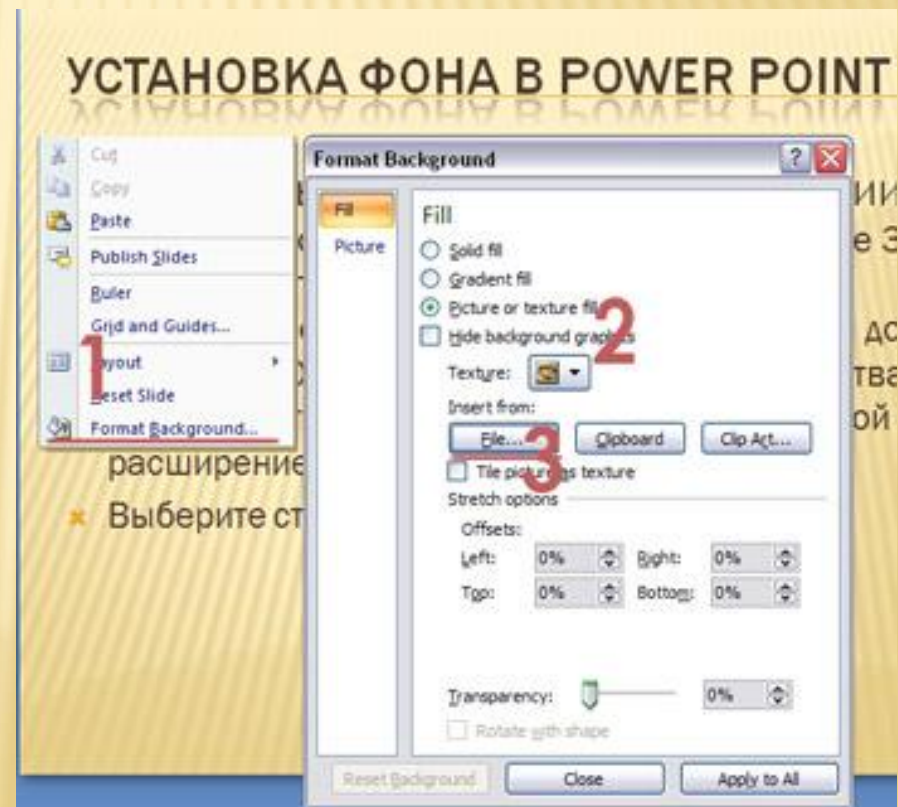 УСТАНОВКА ФОНА В POWER POINT
Cut
Copy
Paste
Publish Slides
Ruler
Grid and Guides...
1
Reset Slide
Format Background...
расширение
Выберите
Format Background
Fill
Picture
Fill
Solid fill
Gradient fill
Picture or texture fill
2
Hide background graphics
Texture:
Insert from:
File...
Clipboard
Clip Art...
3
Tile picture as texture
Stretch options
Offsets:
Left: 0% Right: 0%
Top: 0% Bottom: 0%
Transparency: 0%
Rotate with shape
Reset Background Close Apply to All